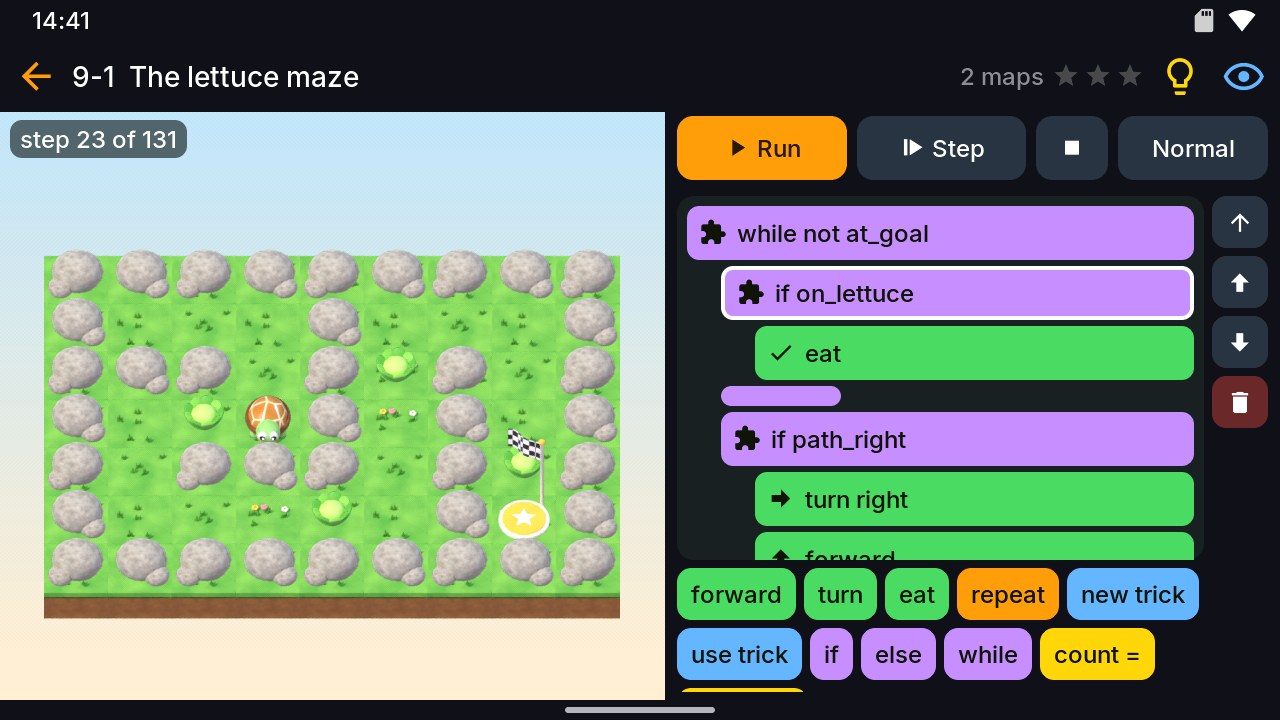 14:41
9-1 The lettuce maze
2 maps
step 23 of 131
Run
Step
Normal
while not at_goal
if on_lettuce
eat
if path_right
turn right
forward
forward
turn
eat
repeat
new trick
use trick
if
else
while
count =